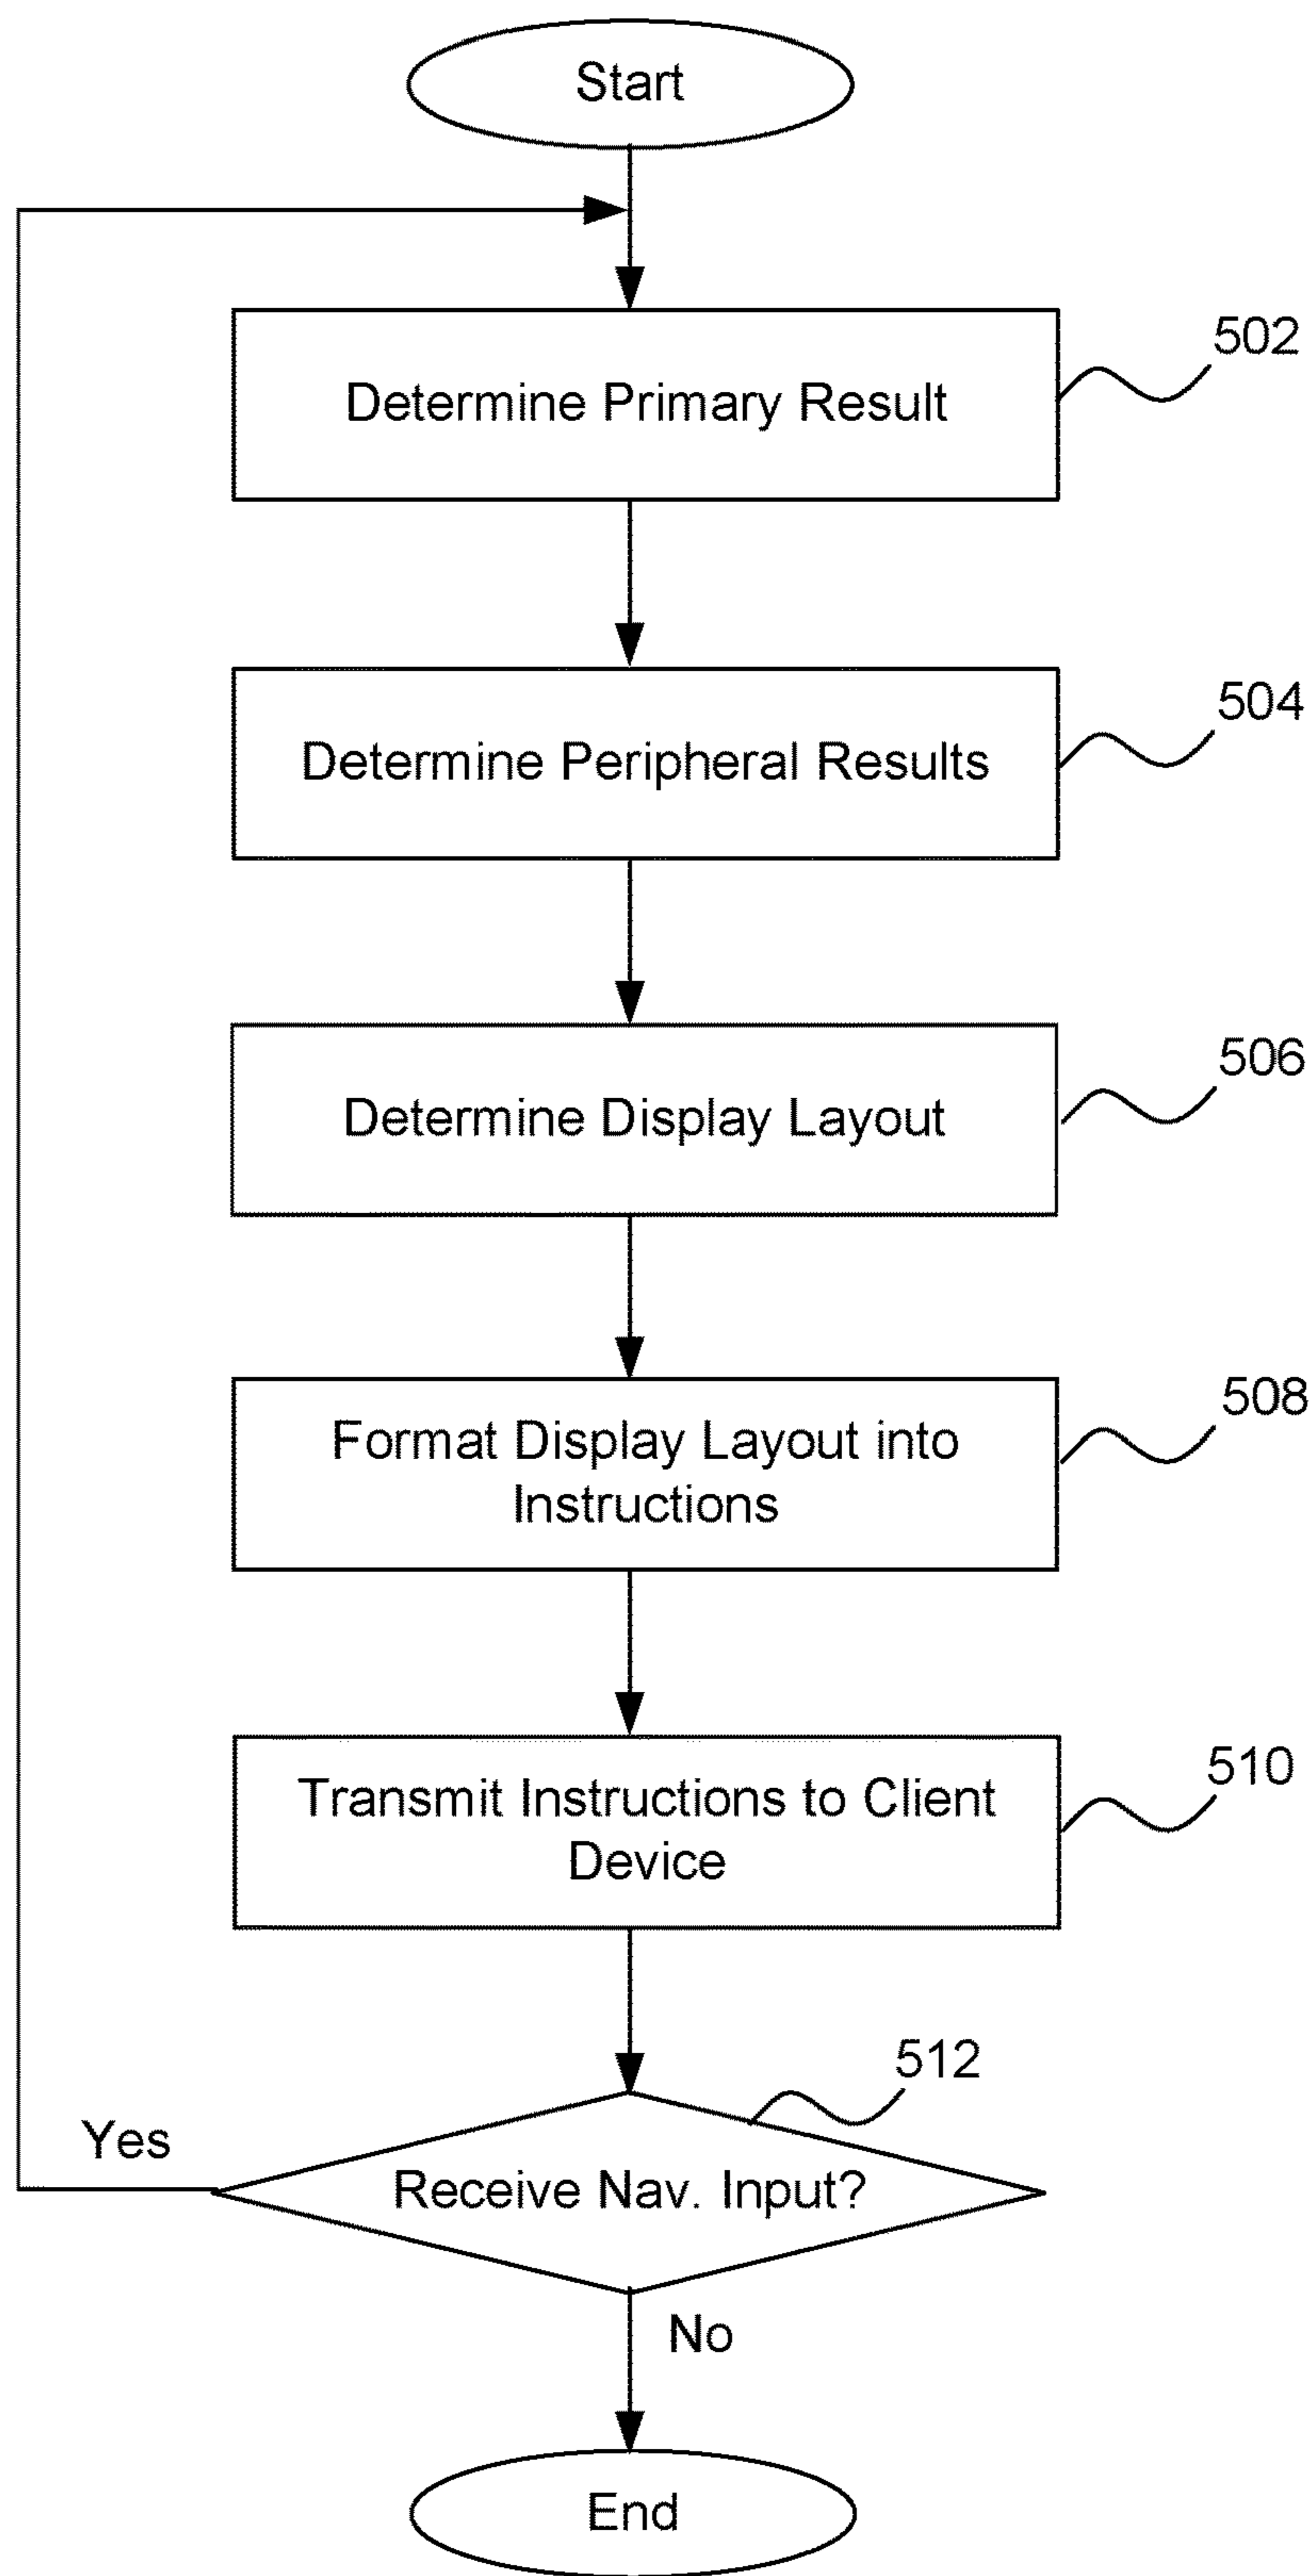 Start
502
Determine Primary Result
504
Determine Peripheral Results
506
Determine Display Layout
508
Format Display Layout into
Instructions
510
Transmit Instructions to Client
Device
512
Yes
Receive Nav. Input?
No
End